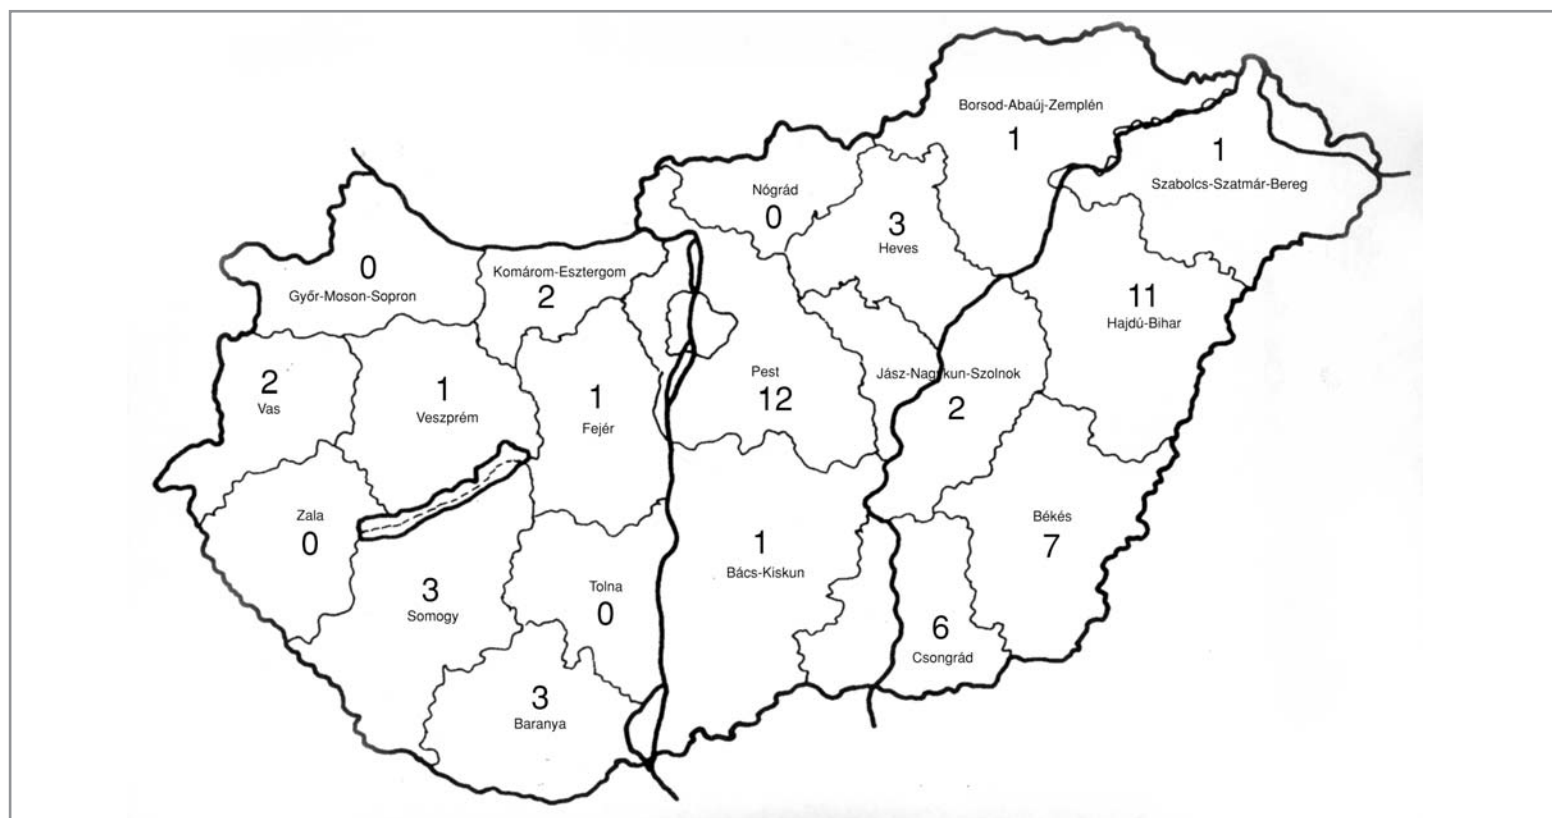 Borsod-Abaúj-Zemplén
1
1
Szabolcs-Szatmár-Bereg
Nógrád
0
3
Heves
0
Győr-Moson-Sopron
Komárom-Esztergom
2
11
Hajdú-Bihar
2
Vas
1
Veszprém
1
Fejér
Pest
12
Jász-Nagykun-Szolnok
2
Zala
0
3
Somogy
Tolna
0
1
Bács-Kiskun
Békés
7
6
Csongrád
3
Baranya